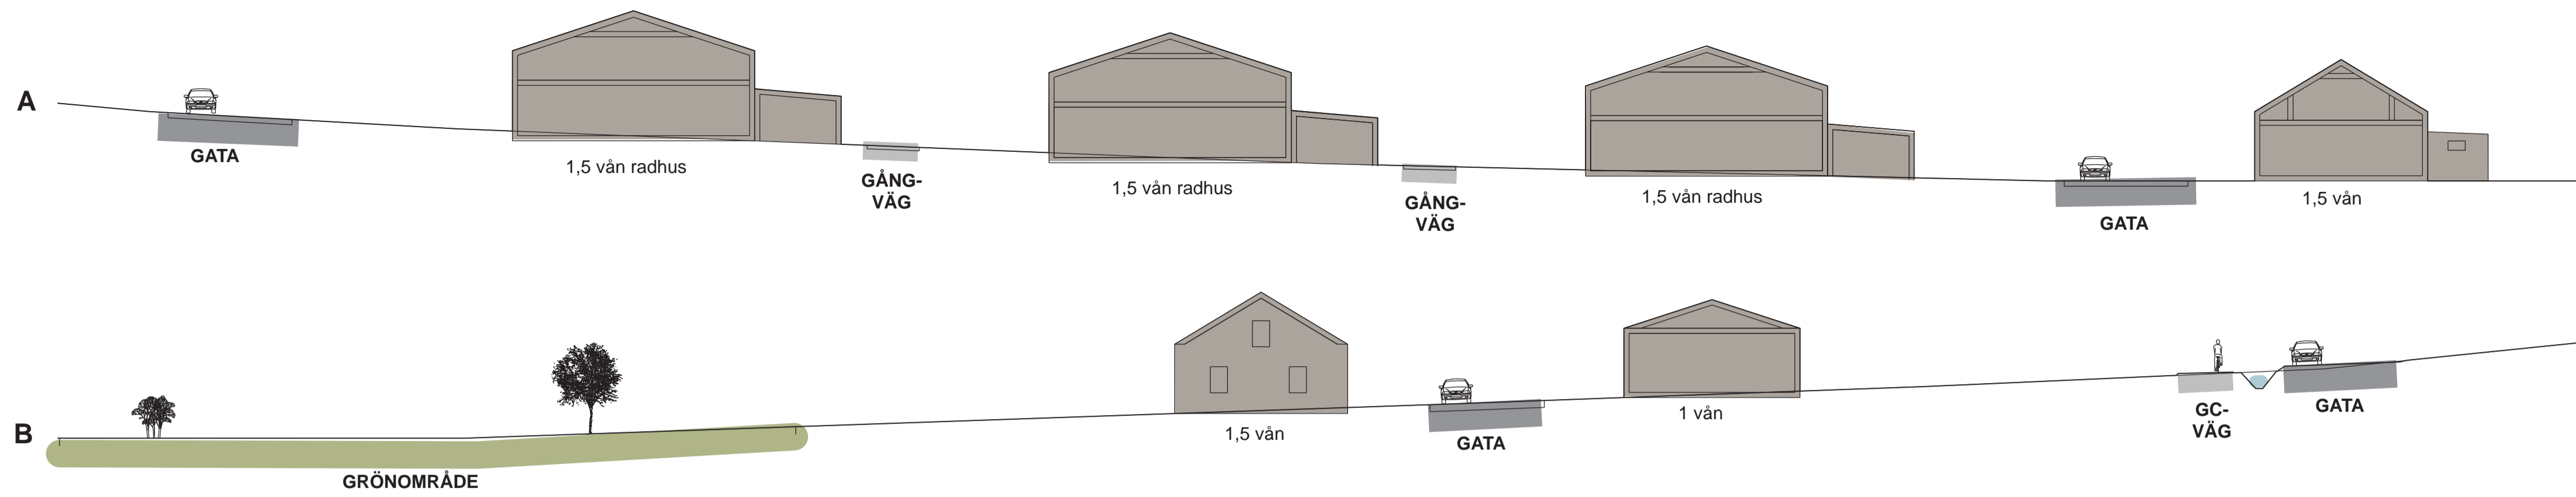 A
GATA
1,5 vån radhus
GÅNG-
VÄG
1,5 vån radhus
GÅNG-
VÄG
1,5 vån radhus
GATA
1,5 vån
B
GRÖNOMRÅDE
1,5 vån
GATA
1 vån
GC-
VÄG
GATA